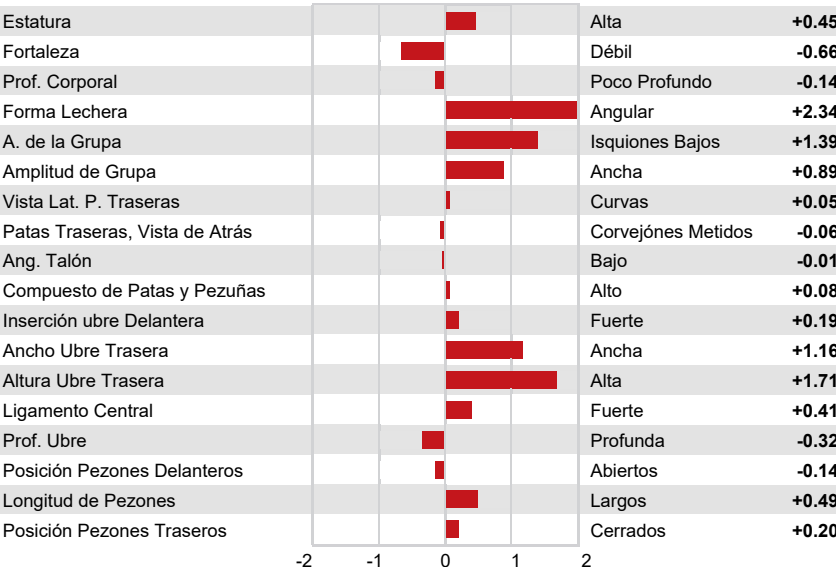 Estatura Alta +0.45
Fortaleza Débil -0.66
Prof. Corporal Poco Profundo -0.14
Forma Lechera Angular +2.34
A. de la Grupa Isquiones Bajos +1.39
Amplitud de Grupa Ancha +0.89
Vista Lat. P. Traseras Curvas +0.05
Patas Traseras, Vista de Atrás Corvejónes Metidos -0.06
Ang. Talón Bajo -0.01
Compuesto de Patas y Pezuñas Alto +0.08
Inserción ubre Delantera Fuerte +0.19
Ancho Ubre Trasera Ancha +1.16
Altura Ubre Trasera Alta +1.71
Ligamento Central Fuerte +0.41
Prof. Ubre Profunda -0.32
Posición Pezones Delanteros Abiertos -0.14
Longitud de Pezones Largos +0.49
Posición Pezones Traseros Cerrados +0.20
-2 -1 0 1 2